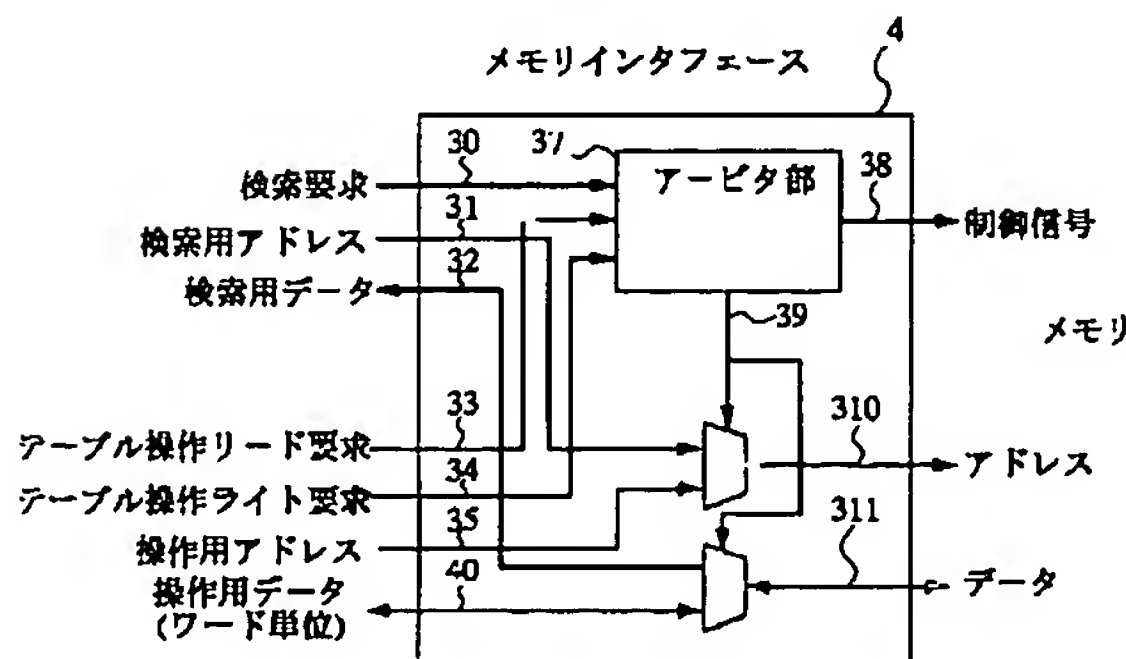 4
メモリインタフェース
30
37
アービタ部
38
検索要求
制御信号
31
検索用アドレス
32
検索用データ
39
メモリ
33
310
テーブル操作リード要求
アドレス
34
テーブル操作ライト要求
35
311
操作用アドレス
データ
40
操作用データ
(ワード単位)